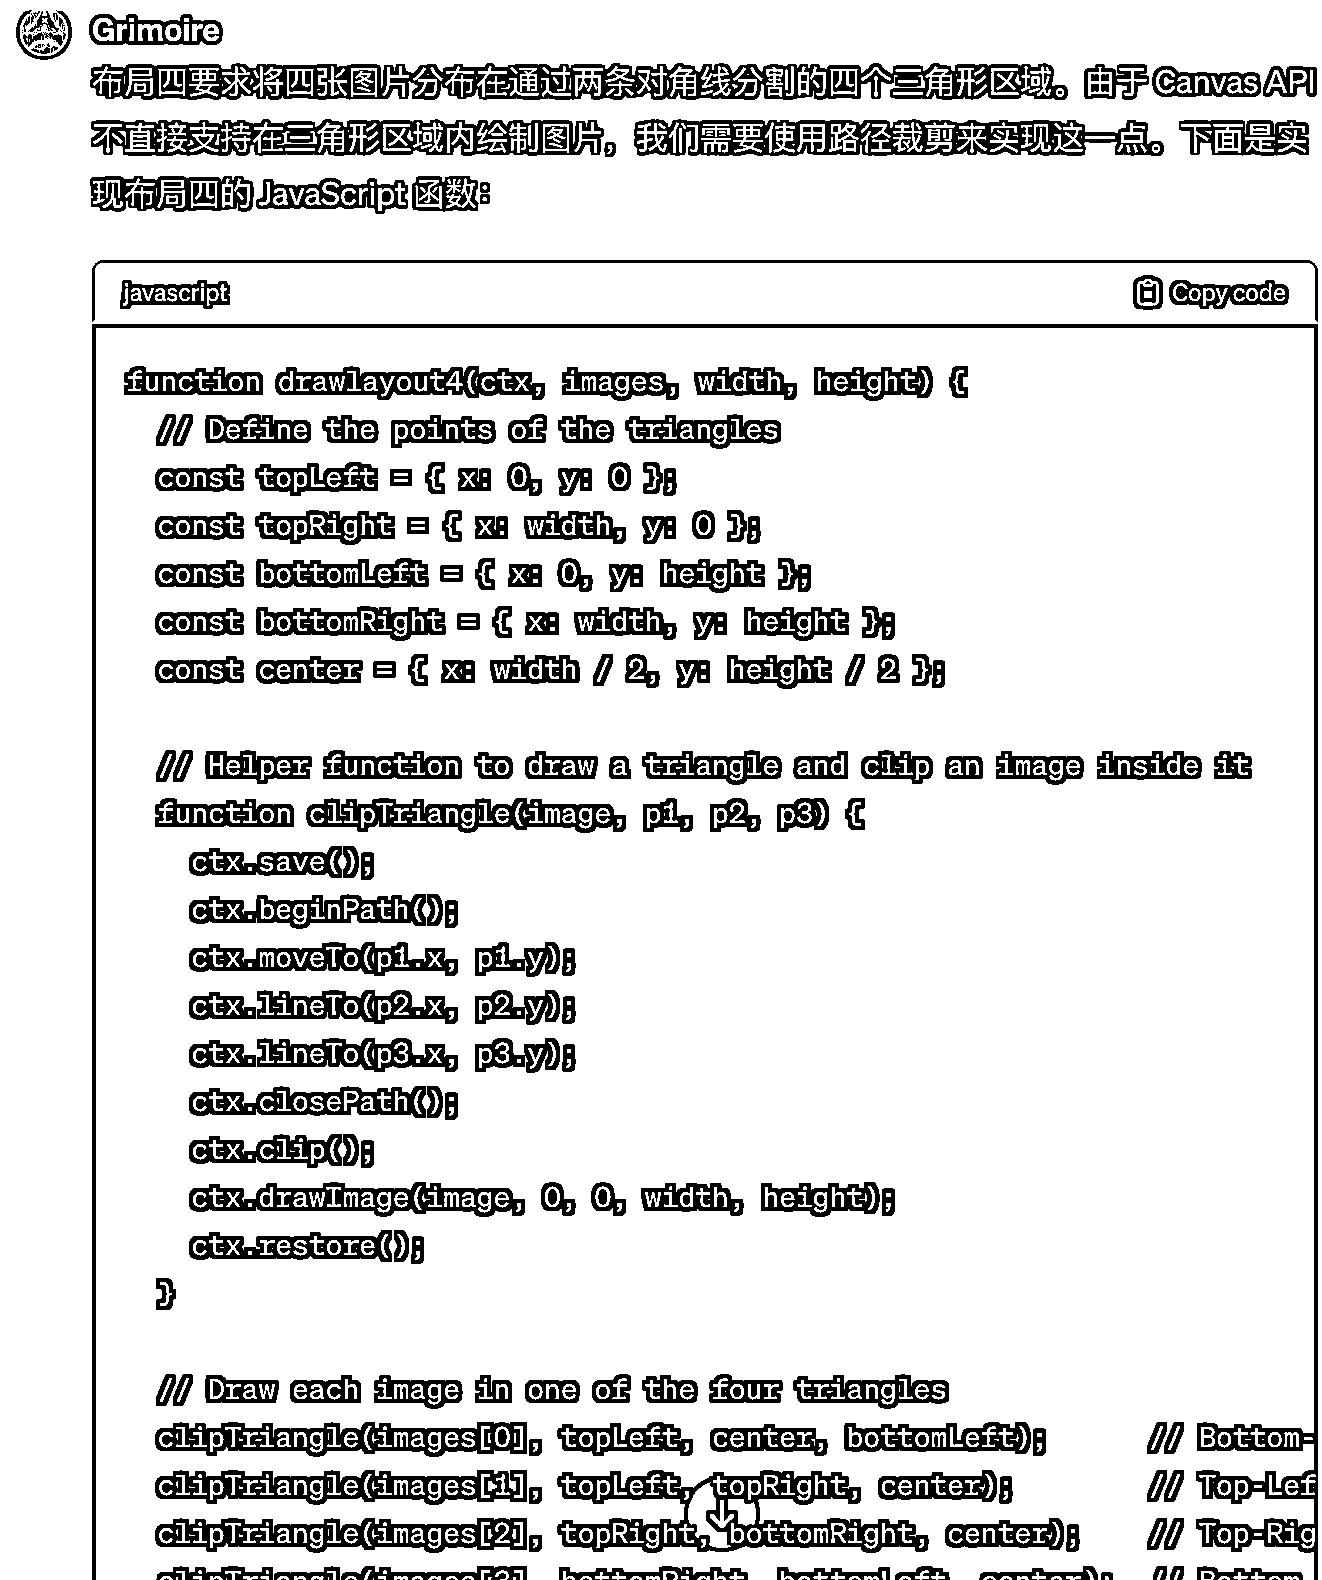 Grimoire
布局四要求将四张图片分布在通过两条对角线分割的四个三角形区域。由于 Canvas API
不直接支持在三角形区域内绘制图片，我们需要使用路径裁剪来实现这一点。下面是实
现布局四的 JavaScript 函数：
javascript Copy code
function drawlayout4(ctx, images, width, height) {
// Define the points of the triangles
const topLeft = { x: 0, y: 0 };
const topRight = { x: width, y: 0 };
const bottomLeft = { x: 0, y: height };
const bottomRight = { x: width, y: height };
const center = { x: width / 2, y: height / 2 };
// Helper function to draw a triangle and clip an image inside it
function clipTriangle(image, p1, p2, p3) {
ctx.save();
ctx.beginPath();
ctx.moveTo(p1.x, p1.y);
ctx.lineTo(p2.x, p2.y);
ctx.lineTo(p3.x, p3.y);
ctx.closePath();
ctx.clip();
ctx.drawImage(image, 0, 0, width, height);
ctx.restore();
}
// Draw each image in one of the four triangles
clipTriangle(images[0], topLeft, center, bottomLeft); // Bottom-
clipTriangle(images[1], topLeft, topRight, center); // Top-Lef
clipTriangle(images[2], topRight, bottomRight, center); // Top-Rig
clipTriangle(images[3], bottomRight, bottomLeft, center); // Bottom